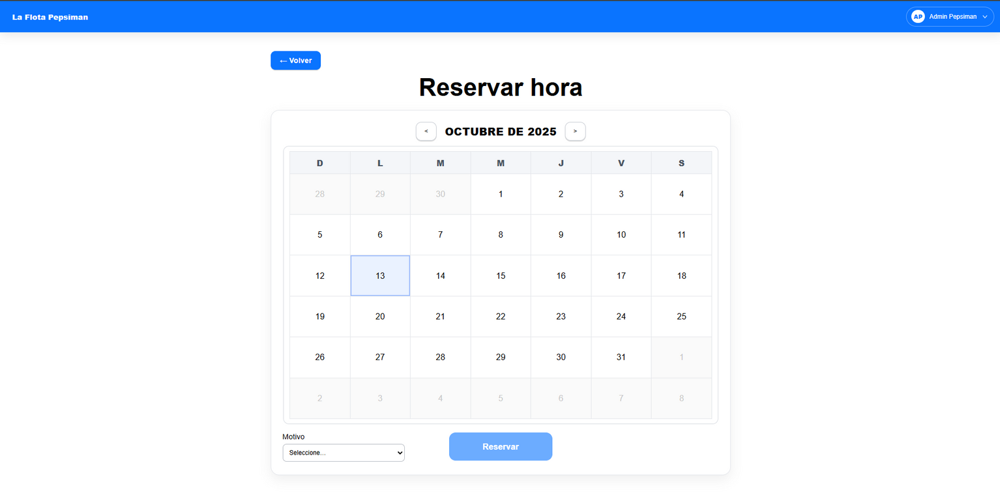 La Flota Pepsiman
AP Admin Pepsiman
← Volver
Reservar hora
< OCTUBRE DE 2025 >
D L M M J V S
28 29 30 1 2 3 4
5 6 7 8 9 10 11
12 13 14 15 16 17 18
19 20 21 22 23 24 25
26 27 28 29 30 31 1
2 3 4 5 6 7 8
Motivo
Seleccione...
Reservar